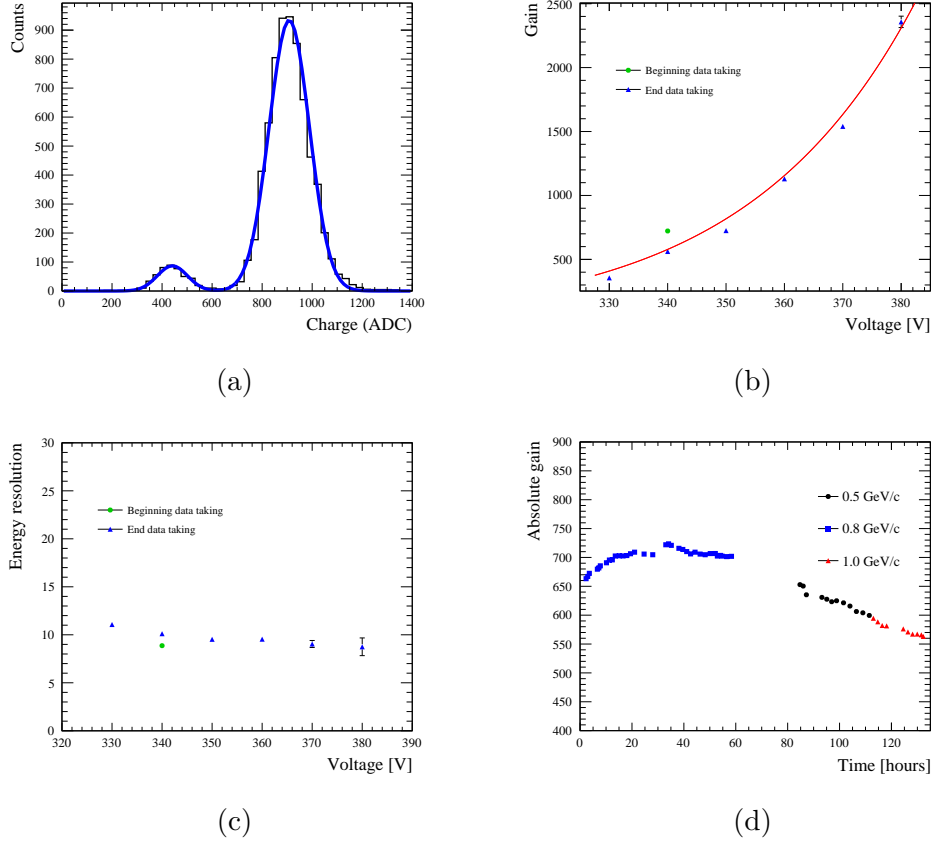 Counts
900
800
700
600
500
400
300
200
100
0
0 200 400 600 800 1000 1200 1400
Charge (ADC)
(a)
Gain
2500
2000
1500
1000
500
Beginning data taking
End data taking
330 340 350 360 370 380
Voltage [V]
(b)
Energy resolution
30
25
20
15
10
5
0
Beginning data taking
End data taking
320 330 340 350 360 370 380 390
Voltage [V]
(c)
Absolute gain
900
850
800
750
700
650
600
550
500
450
400
0.5 GeV/c
0.8 GeV/c
1.0 GeV/c
0 20 40 60 80 100 120
Time [hours]
(d)